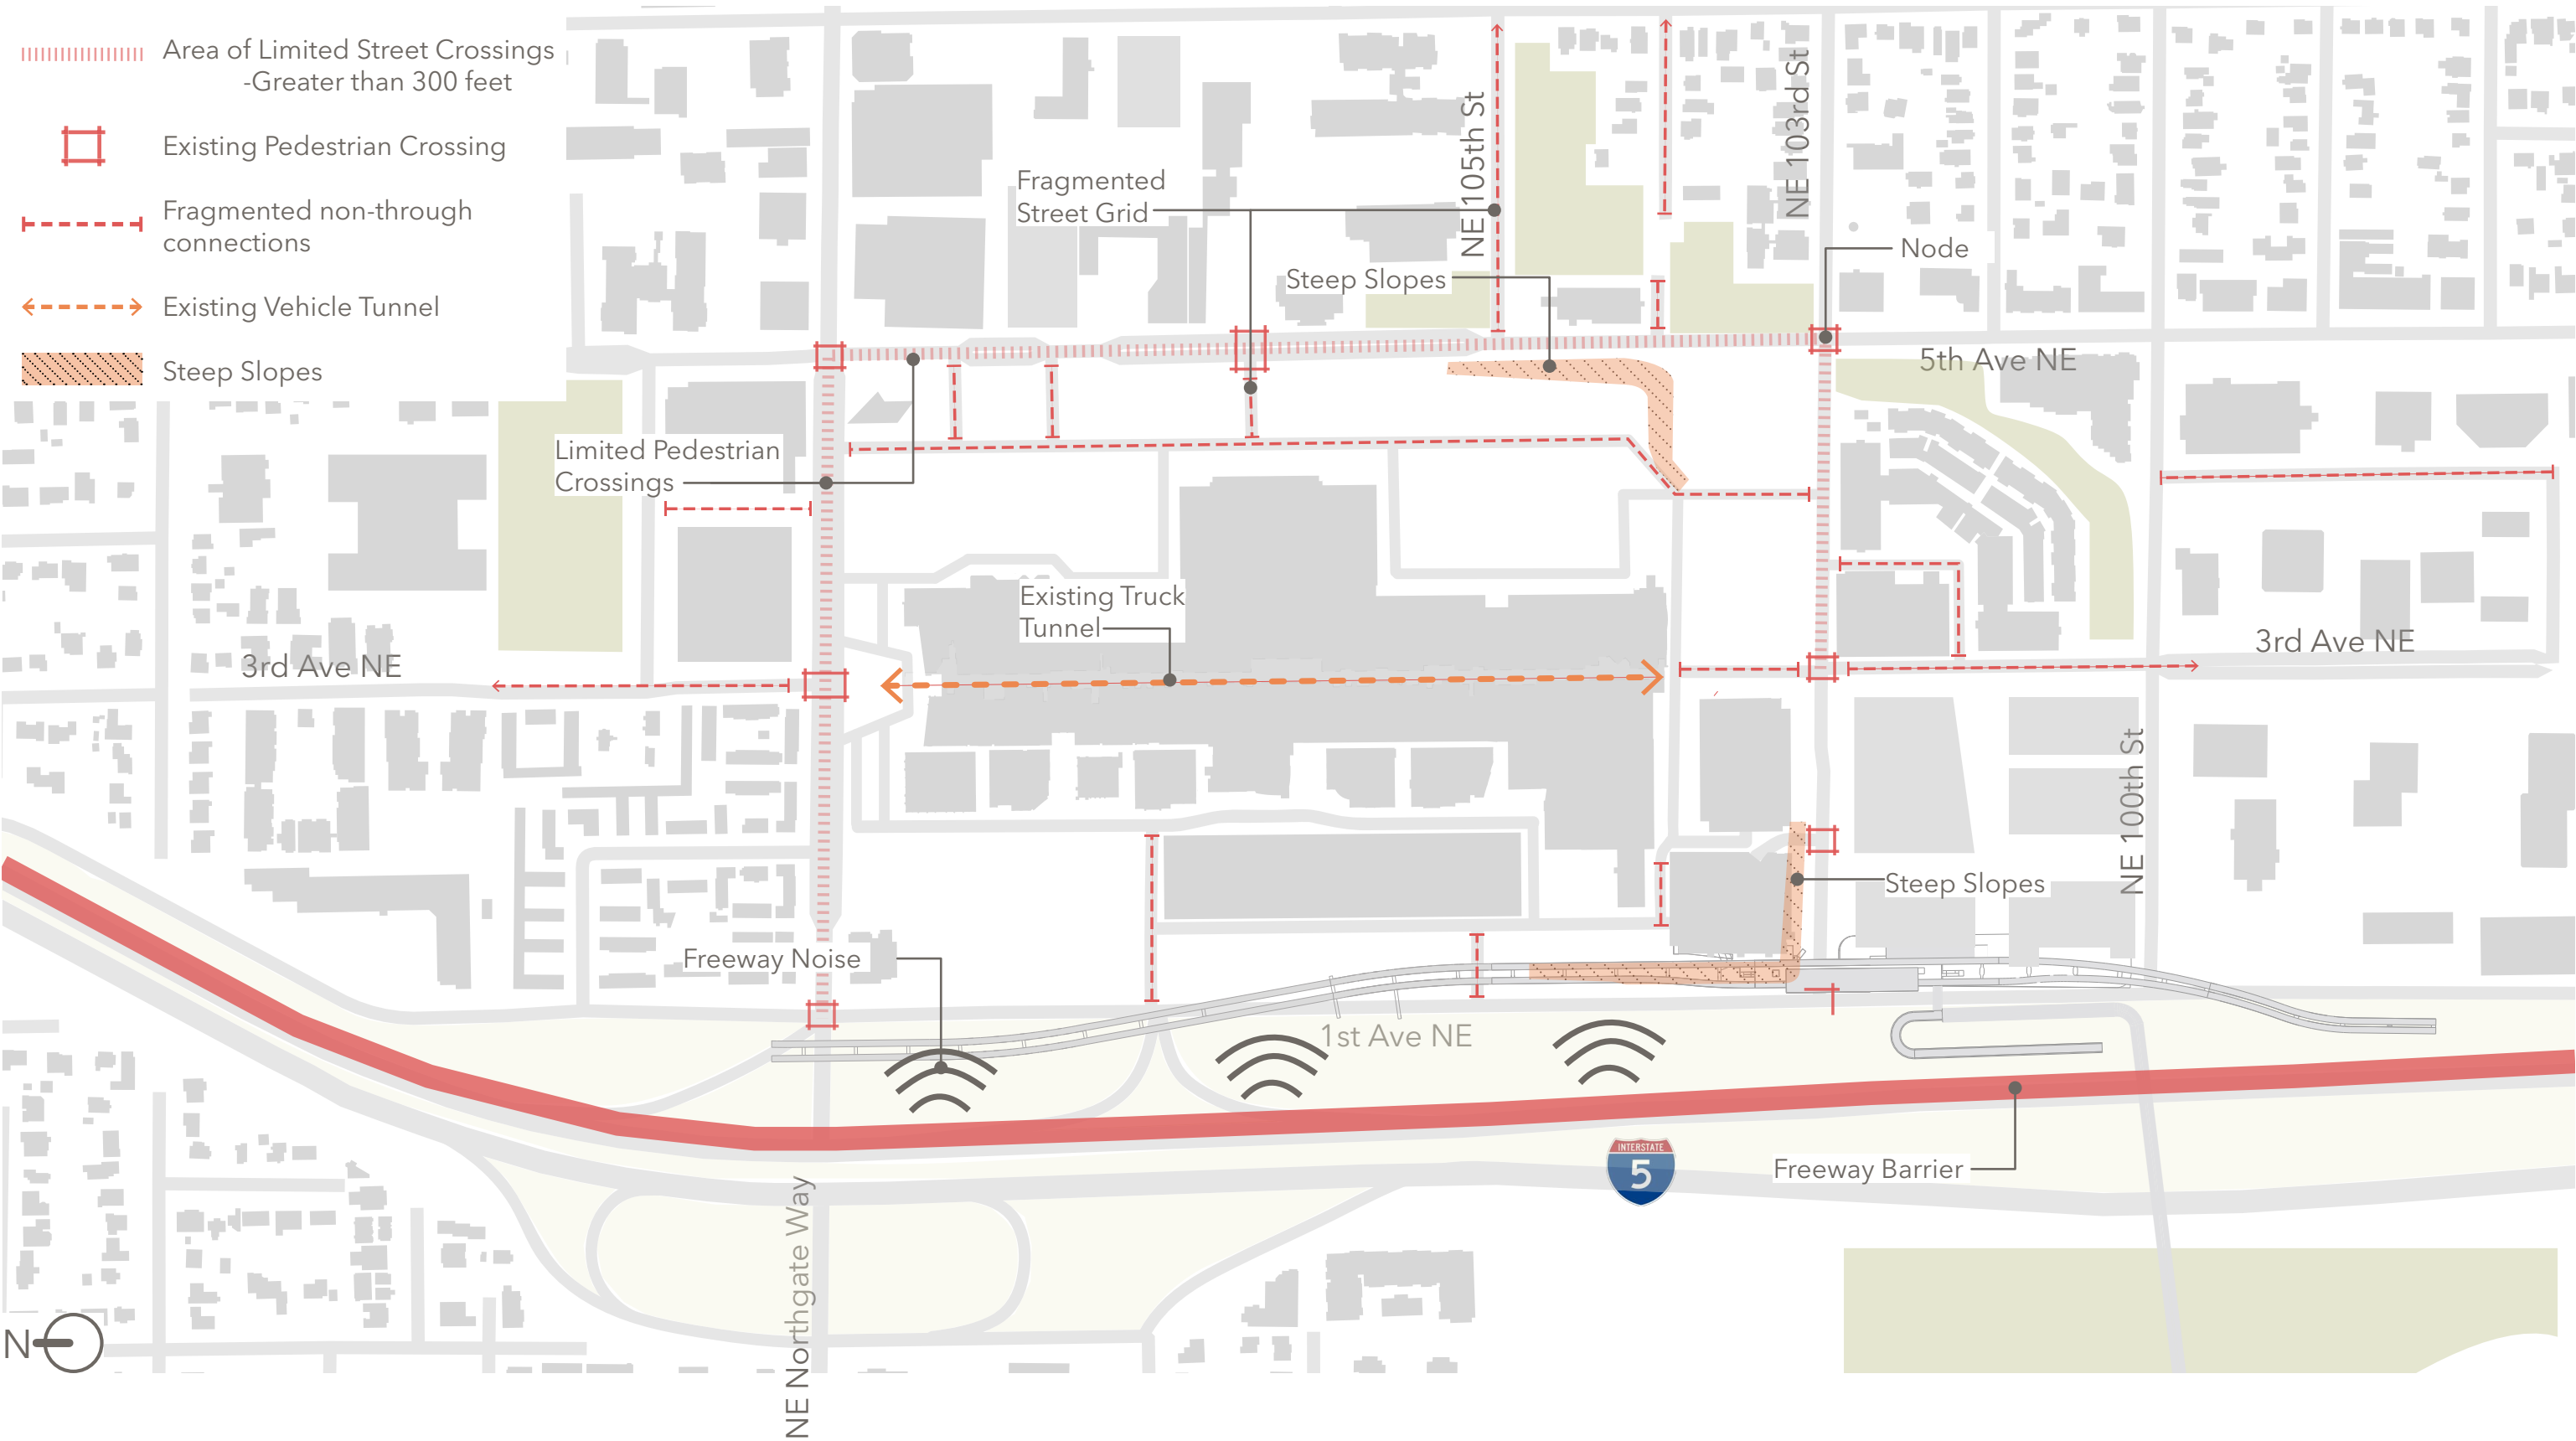 Area of Limited Street Crossings
-Greater than 300 feet
Existing Pedestrian Crossing
Fragmented non-through
connections
Existing Vehicle Tunnel
Steep Slopes
Fragmented
Street Grid
NE 105th St
NE 103rd St
Steep Slopes
Node
5th Ave NE
Limited Pedestrian
Crossings
Existing Truck
Tunnel
3rd Ave NE
3rd Ave NE
NE 100th St
Steep Slopes
Freeway Noise
1st Ave NE
INTERSTATE
5
Freeway Barrier
NE Northgate Way
N